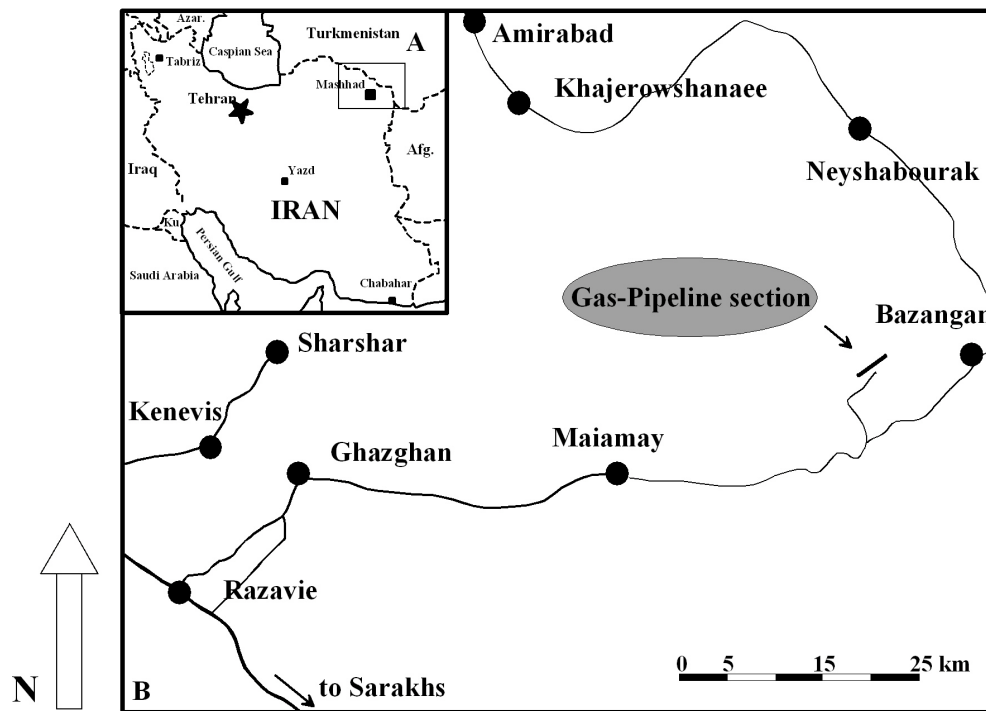 Azar.
Turkmenistan
A
Caspian Sea
Tabriz
Mashhad
Tehran
Afg.
Iraq
Yazd
IRAN
Ku.
Persian Gulf
Saudi Arabia
Chabahar
Amirabad
Khajerowshanaee
Neyshabourak
Gas-Pipeline section
Bazangan
Sharshar
Kenevis
Ghazghan
Maiamay
Razavie
to Sarakhs
N
B
0 5 15 25 km